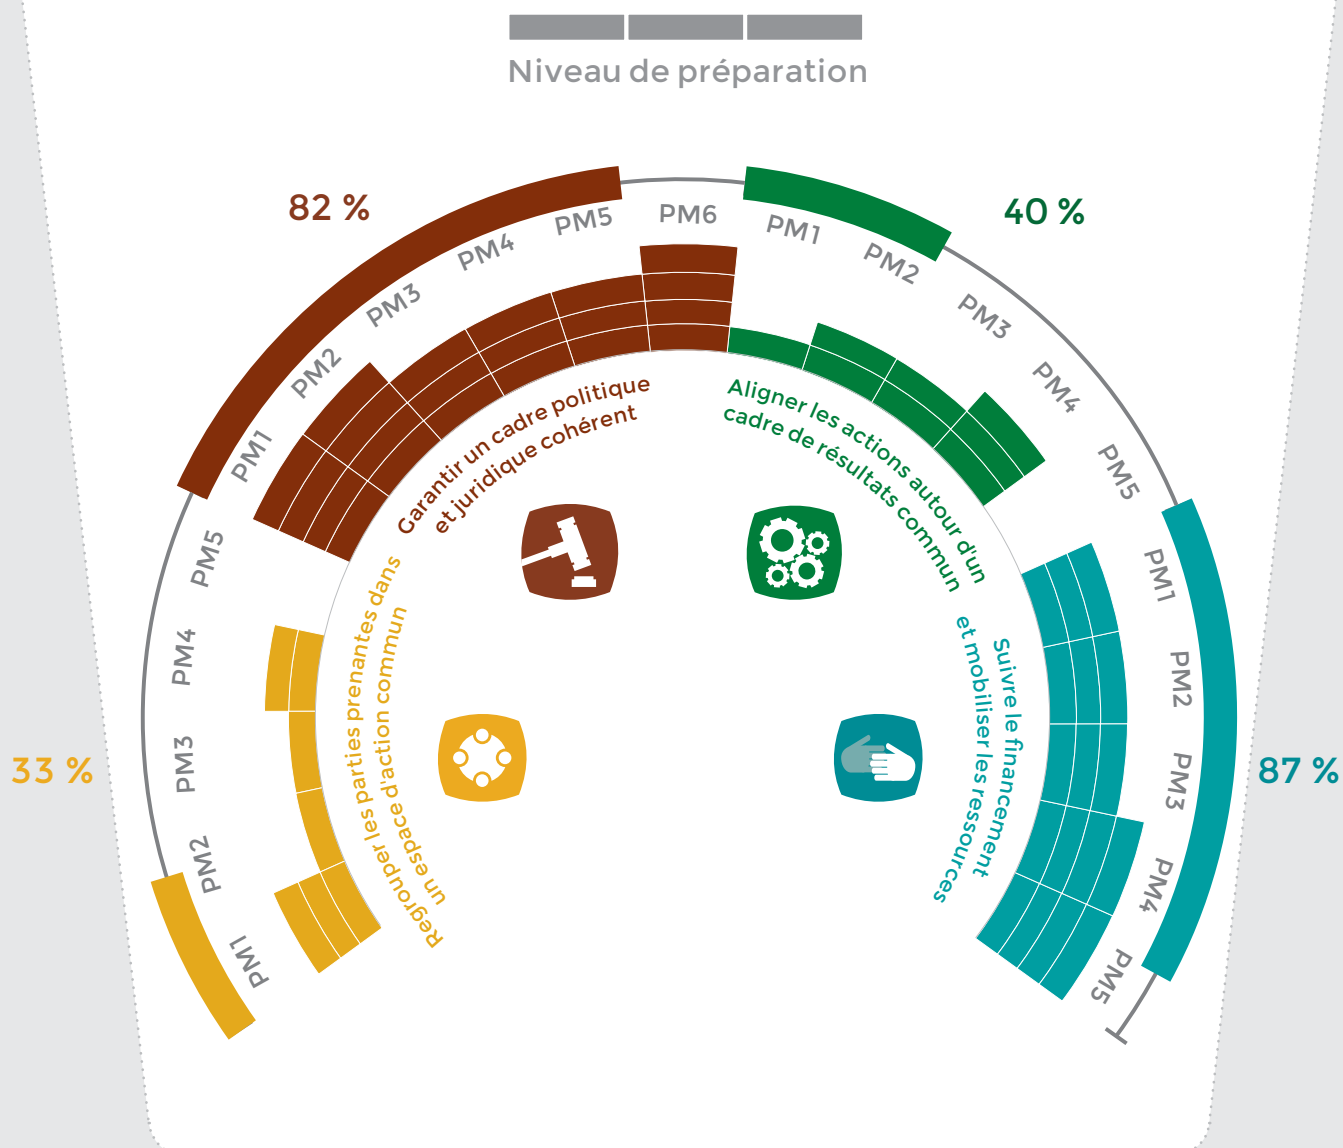 Niveau de préparation
82 %
40 %
33 %
87 %
PM1
PM2
PM3
PM4
PM5
PM1
PM2
PM3
PM4
PM5
PM6
PM1
PM2
PM3
PM4
PM5
PM1
PM2
PM3
PM4
PM5
Regrouper les parties prenantes dans
un espace d'action commun
Garantir un cadre politique
et juridique cohérent
Aligner les actions autour d'un
cadre de résultats commun
Suivre le financement
et mobiliser les ressources